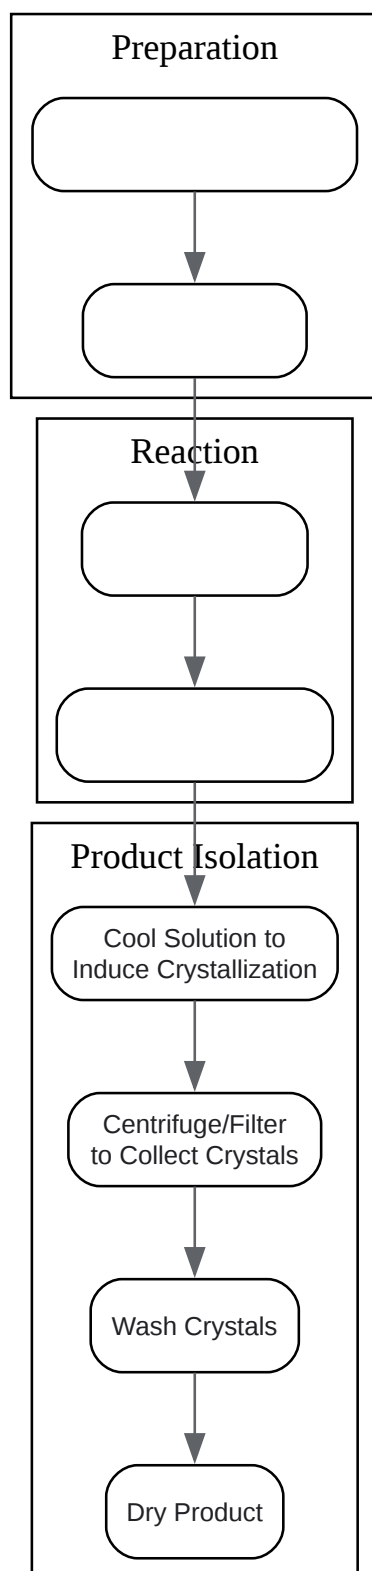 Preparation
Reaction
Product Isolation
Cool Solution to
Induce Crystallization
Centrifuge/Filter
to Collect Crystals
Wash Crystals
Dry Product